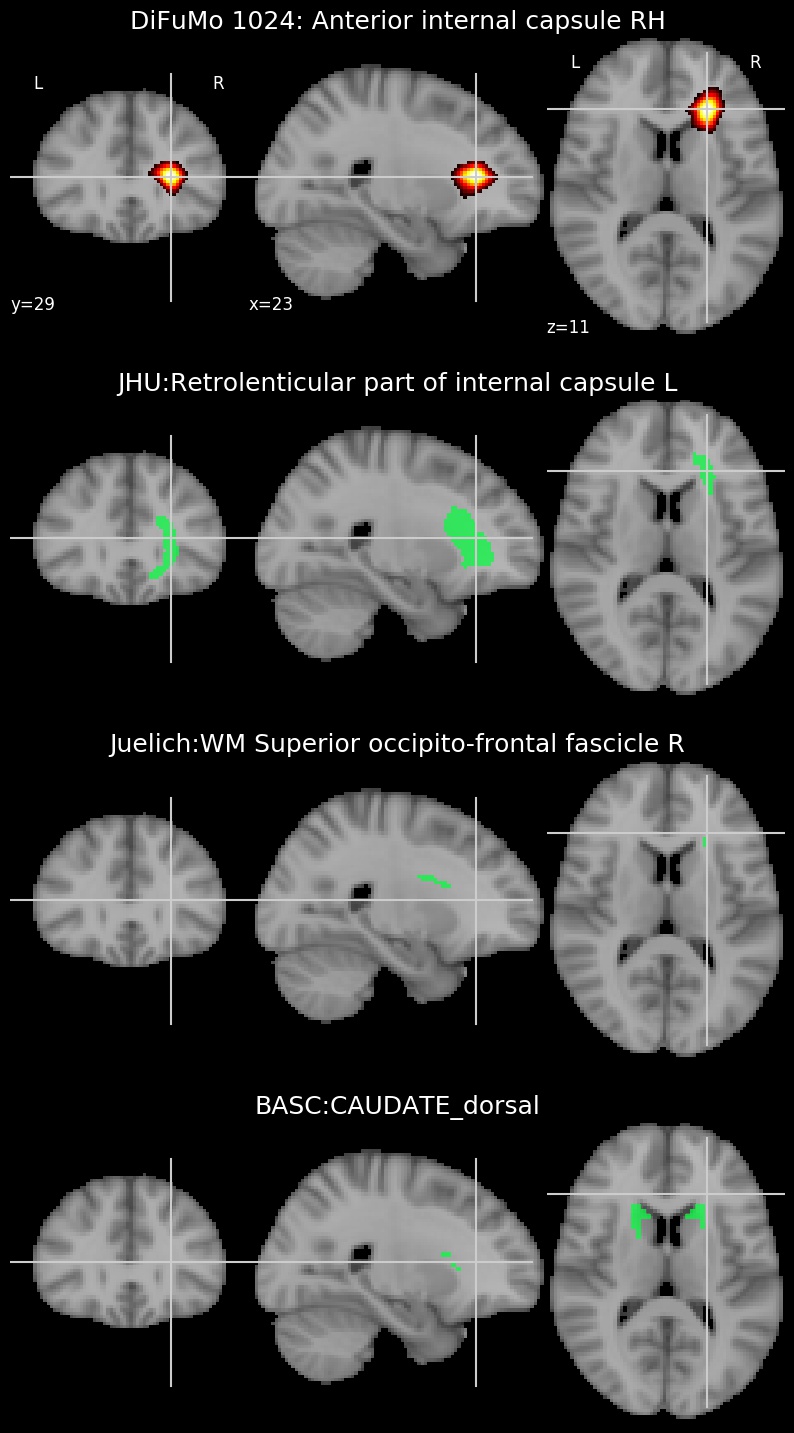 DiFuMo 1024: Anterior internal capsule RH
L R
L R
y=29
x=23
z=11
JHU:Retrolenticular part of internal capsule L
Juelich:WM Superior occipito-frontal fascicle R
BASC:CAUDATE_dorsal